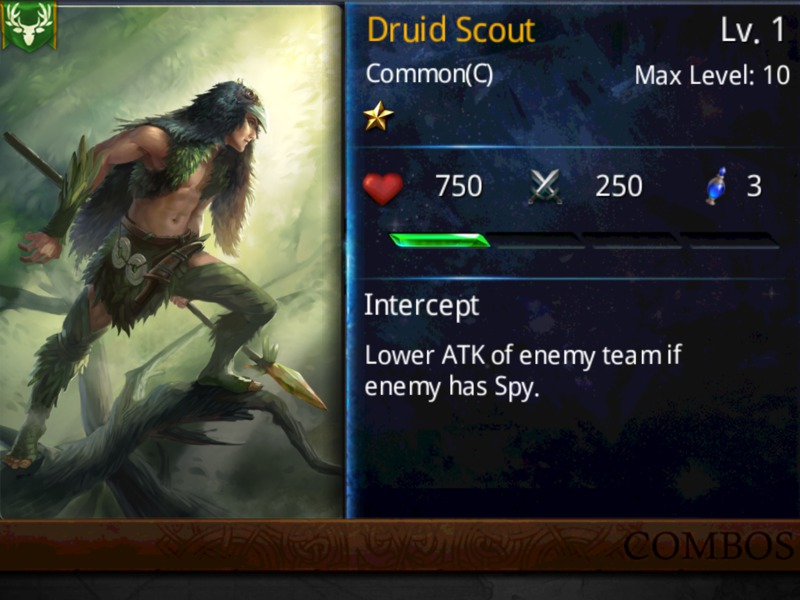 Druid Scout Lv. 1
Common(C) Max Level: 10
750 250 3
Intercept
Lower ATK of enemy team if
enemy has Spy.
COMBOS